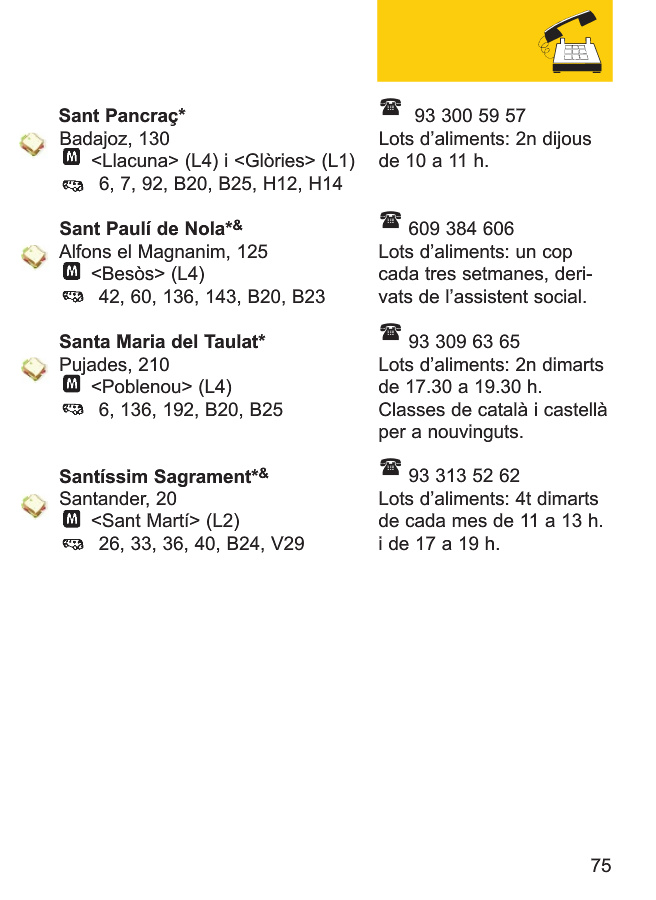 Sant Pancraç*
Badajoz, 130
M <Llacuna> (L4) i <Glòries> (L1)
6, 7, 92, B20, B25, H12, H14
93 300 59 57
Lots d’aliments: 2n dijous
de 10 a 11 h.
Sant Paulí de Nola*&
Alfons el Magnanim, 125
M <Besòs> (L4)
42, 60, 136, 143, B20, B23
609 384 606
Lots d’aliments: un cop
cada tres setmanes, deri-
vats de l’assistent social.
Santa Maria del Taulat*
Pujades, 210
M <Poblenou> (L4)
6, 136, 192, B20, B25
93 309 63 65
Lots d’aliments: 2n dimarts
de 17.30 a 19.30 h.
Classes de català i castellà
per a nouvinguts.
Santíssim Sagrament*&
Santander, 20
M <Sant Martí> (L2)
26, 33, 36, 40, B24, V29
93 313 52 62
Lots d’aliments: 4t dimarts
de cada mes de 11 a 13 h.
i de 17 a 19 h.
75